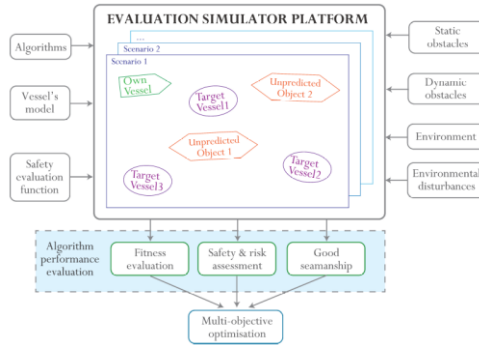 EVALUATION SIMULATOR PLATFORM
...
Scenario 2
Scenario 1
Own
Vessel
Target
Vessel1
Unpredicted
Object 2
Unpredicted
Object 1
Target
Vessel3
Target
Vessel2
Algorithms
Vessel's
model
Safety
evaluation
function
Static
obstacles
Dynamic
obstacles
Environment
Environmental
disturbances
Algorithm
performance
evaluation
Fitness
evaluation
Safety & risk
assessment
Good
seamanship
Multi-objective
optimisation